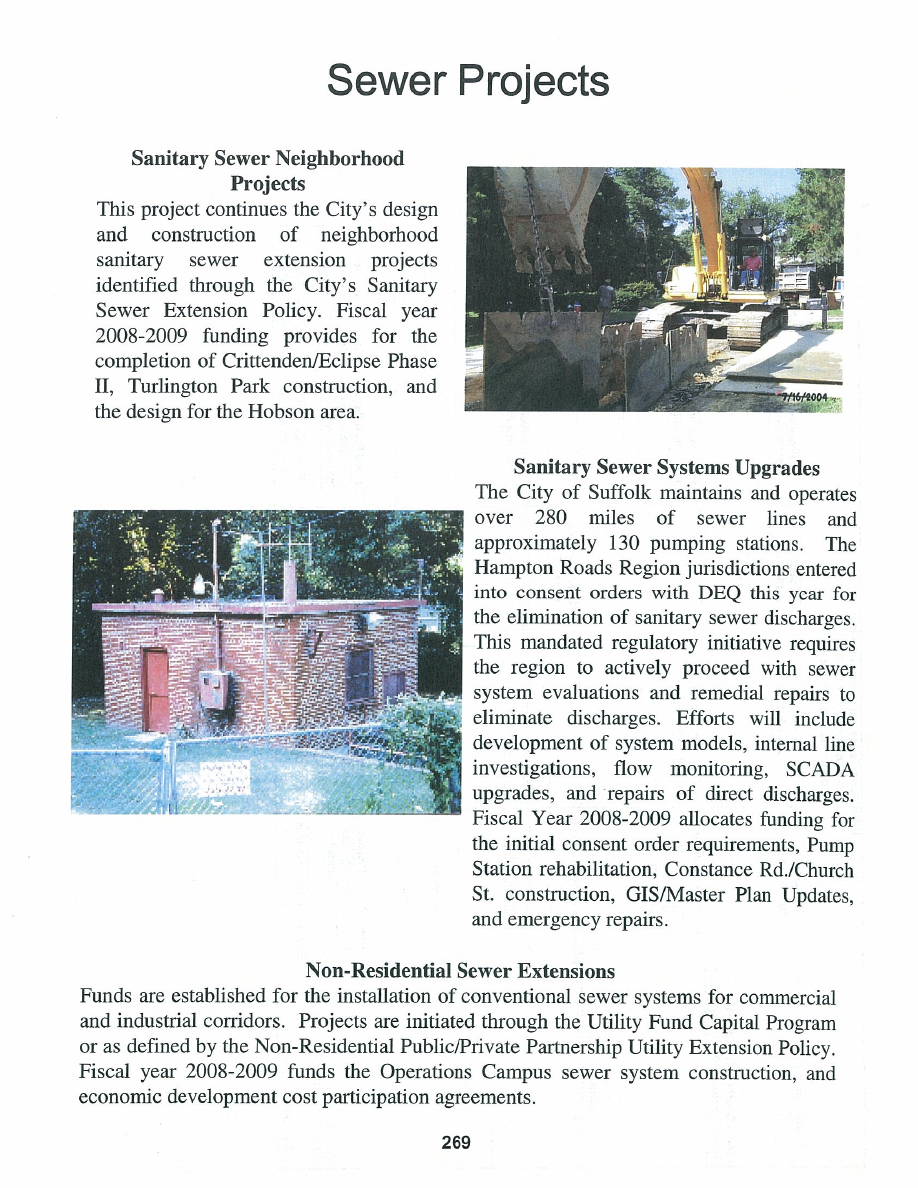 Sewer Projects
Sanitary Sewer Neighborhood
Projects
This project continues the City's design
and construction of neighborhood
sanitary sewer extension projects
identified through the City's Sanitary
Sewer Extension Policy. Fiscal year
2008-2009 funding provides for the
completion of Crittenden/Eclipse Phase
II, Turlington Park construction, and
the design for the Hobson area.
7/16/2004
Sanitary Sewer Systems Upgrades
The City of Suffolk maintains and operates
over 280 miles of sewer lines and
approximately 130 pumping stations. The
Hampton Roads Region jurisdictions entered
into consent orders with DEQ this year for
the elimination of sanitary sewer discharges.
This mandated regulatory initiative requires
the region to actively proceed with sewer
system evaluations and remedial repairs to
eliminate discharges. Efforts will include
development of system models, internal line
investigations, flow monitoring, SCADA
upgrades, and repairs of direct discharges.
Fiscal Year 2008-2009 allocates funding for
the initial consent order requirements, Pump
Station rehabilitation, Constance Rd./Church
St. construction, GIS/Master Plan Updates,
and emergency repairs.
Non-Residential Sewer Extensions
Funds are established for the installation of conventional sewer systems for commercial
and industrial corridors. Projects are initiated through the Utility Fund Capital Program
or as defined by the Non-Residential Public/Private Partnership Utility Extension Policy.
Fiscal year 2008-2009 funds the Operations Campus sewer system construction, and
economic development cost participation agreements.
269